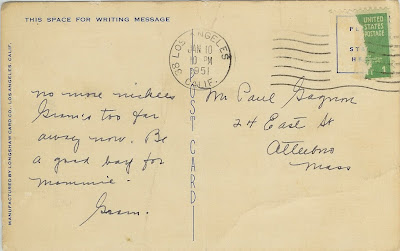 THIS SPACE FOR WRITING MESSAGE
MANUFACTURED BY LONGSHAW CARD CO., LOS ANGELES, CALIF.
no more nickels
Gramca too far
away now. Be
a good boy for
mommie.
Gram.
POST CARD
LOS ANGELES
JAN 10
10 PM
1951
CALIF.
UNITED STATES
POSTAGE
1
Mr Paul Gagnon
24 East St
Attleboro
Mass